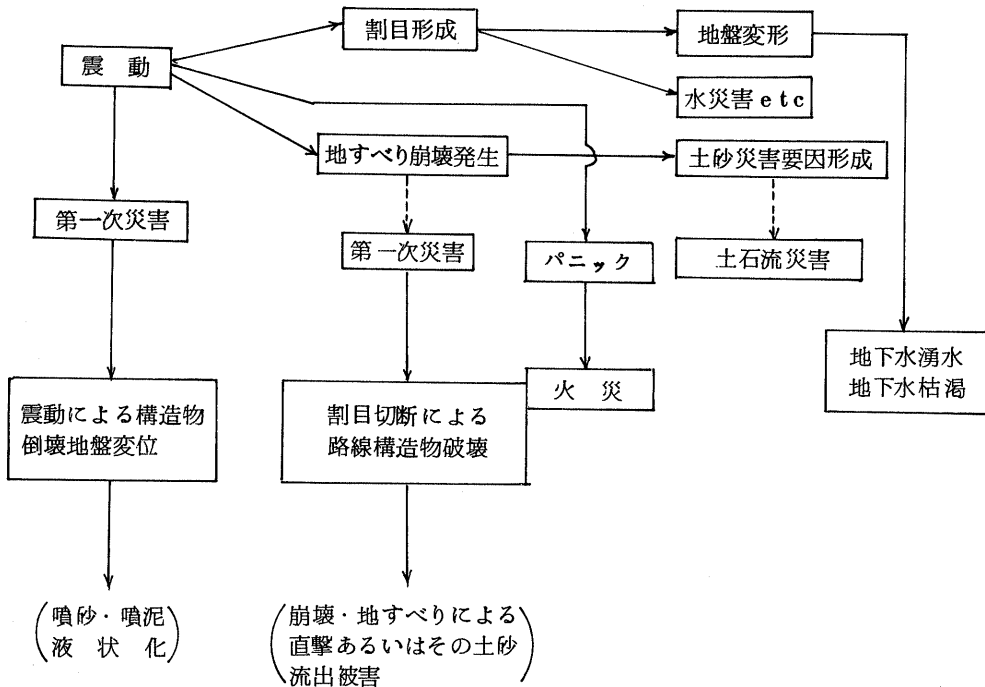 割目形成
地盤変形
震動
水災害etc
地すべり崩壊発生
土砂災害要因形成
第一次災害
第一次災害
パニック
土石流災害
地下水湧水
地下水枯渇
火災
震動による構造物
倒壊地盤変位
割目切断による
路線構造物破壊
(噴砂・噴泥
液状化)
(崩壊・地すべりによる
直撃あるいはその土砂
流出被害)